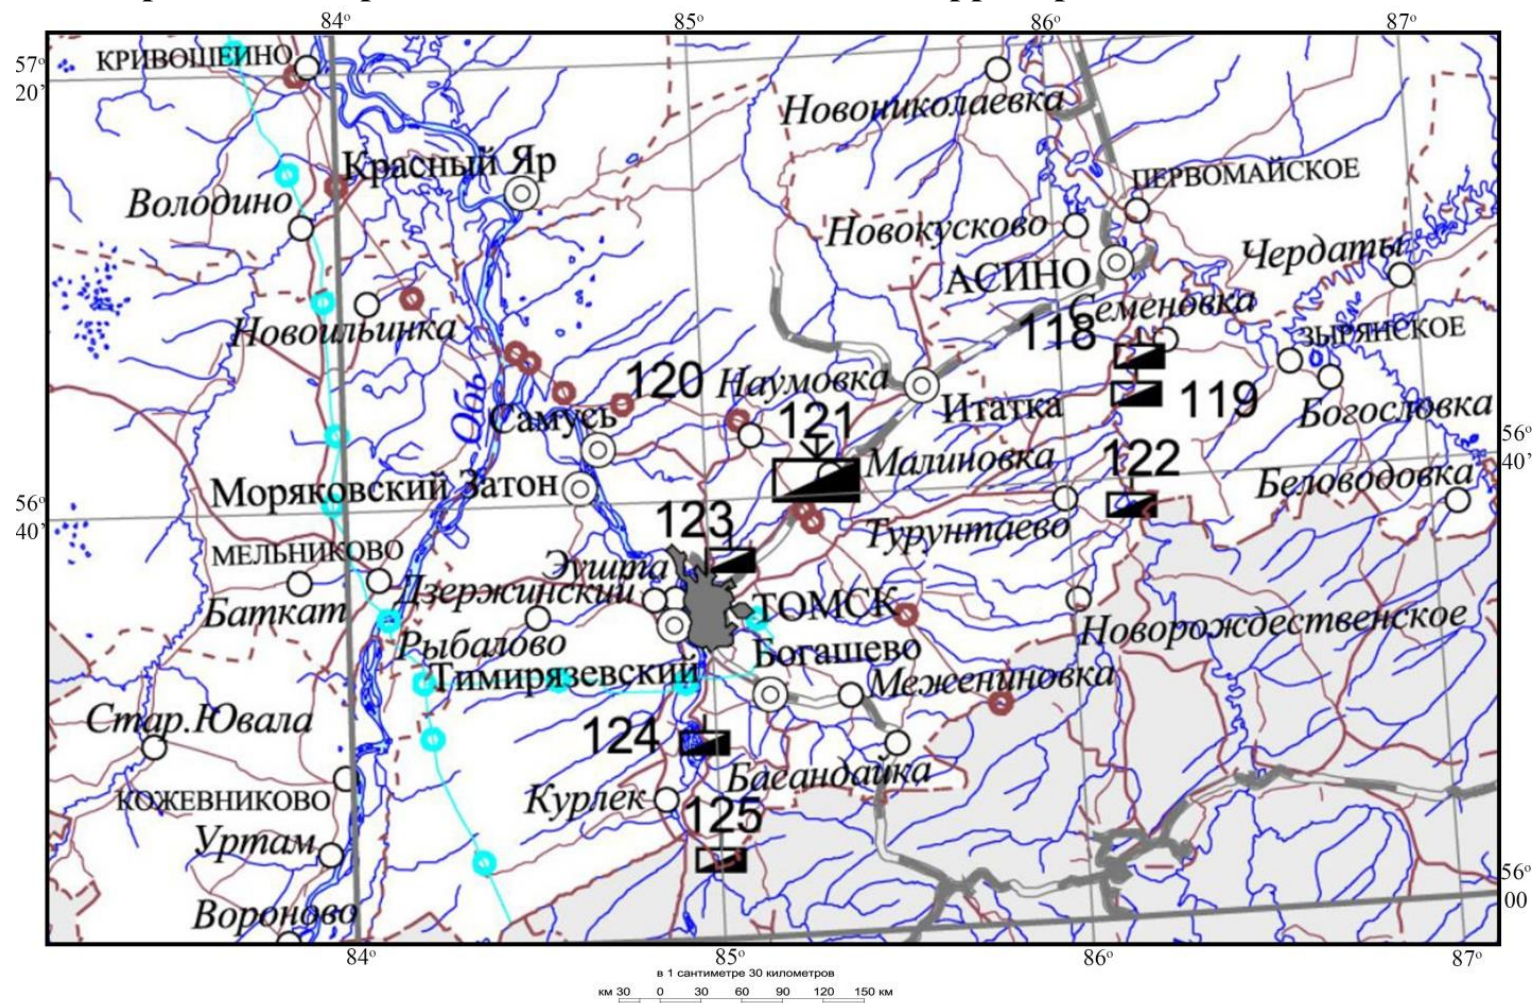 84° 85° 86° 87°
57°
20’
КРИВОШЕИНО
Новониколаевка
Красный Яр
ПЕРВОМАЙСКОЕ
Володино
Новокусково
Чердаты
АСИНО
Семеновка
Новоильинка
118
ЗЫРЯНСКОЕ
Обь
120
Наумовка
Итатка
119
Богословка
Самусь
121
56°
40’
Малиновка
122
Моряковский Затон
Беловодовка
56°
40’
123
Турунтаево
МЕЛЬНИКОВО
Эушта
Дзержинский
Баткат
ТОМСК
Новорождественское
Рыбалово
Богашево
Тимирязевский
Межениновка
Стар.Ювала
124
Басандайка
КОЖЕВНИКОВО
Курлек
125
Уртам
56°
00
Вороново
84° 85° 86° 87°
в 1 сантиметре 30 километров
км 30 0 30 60 90 120 150 км